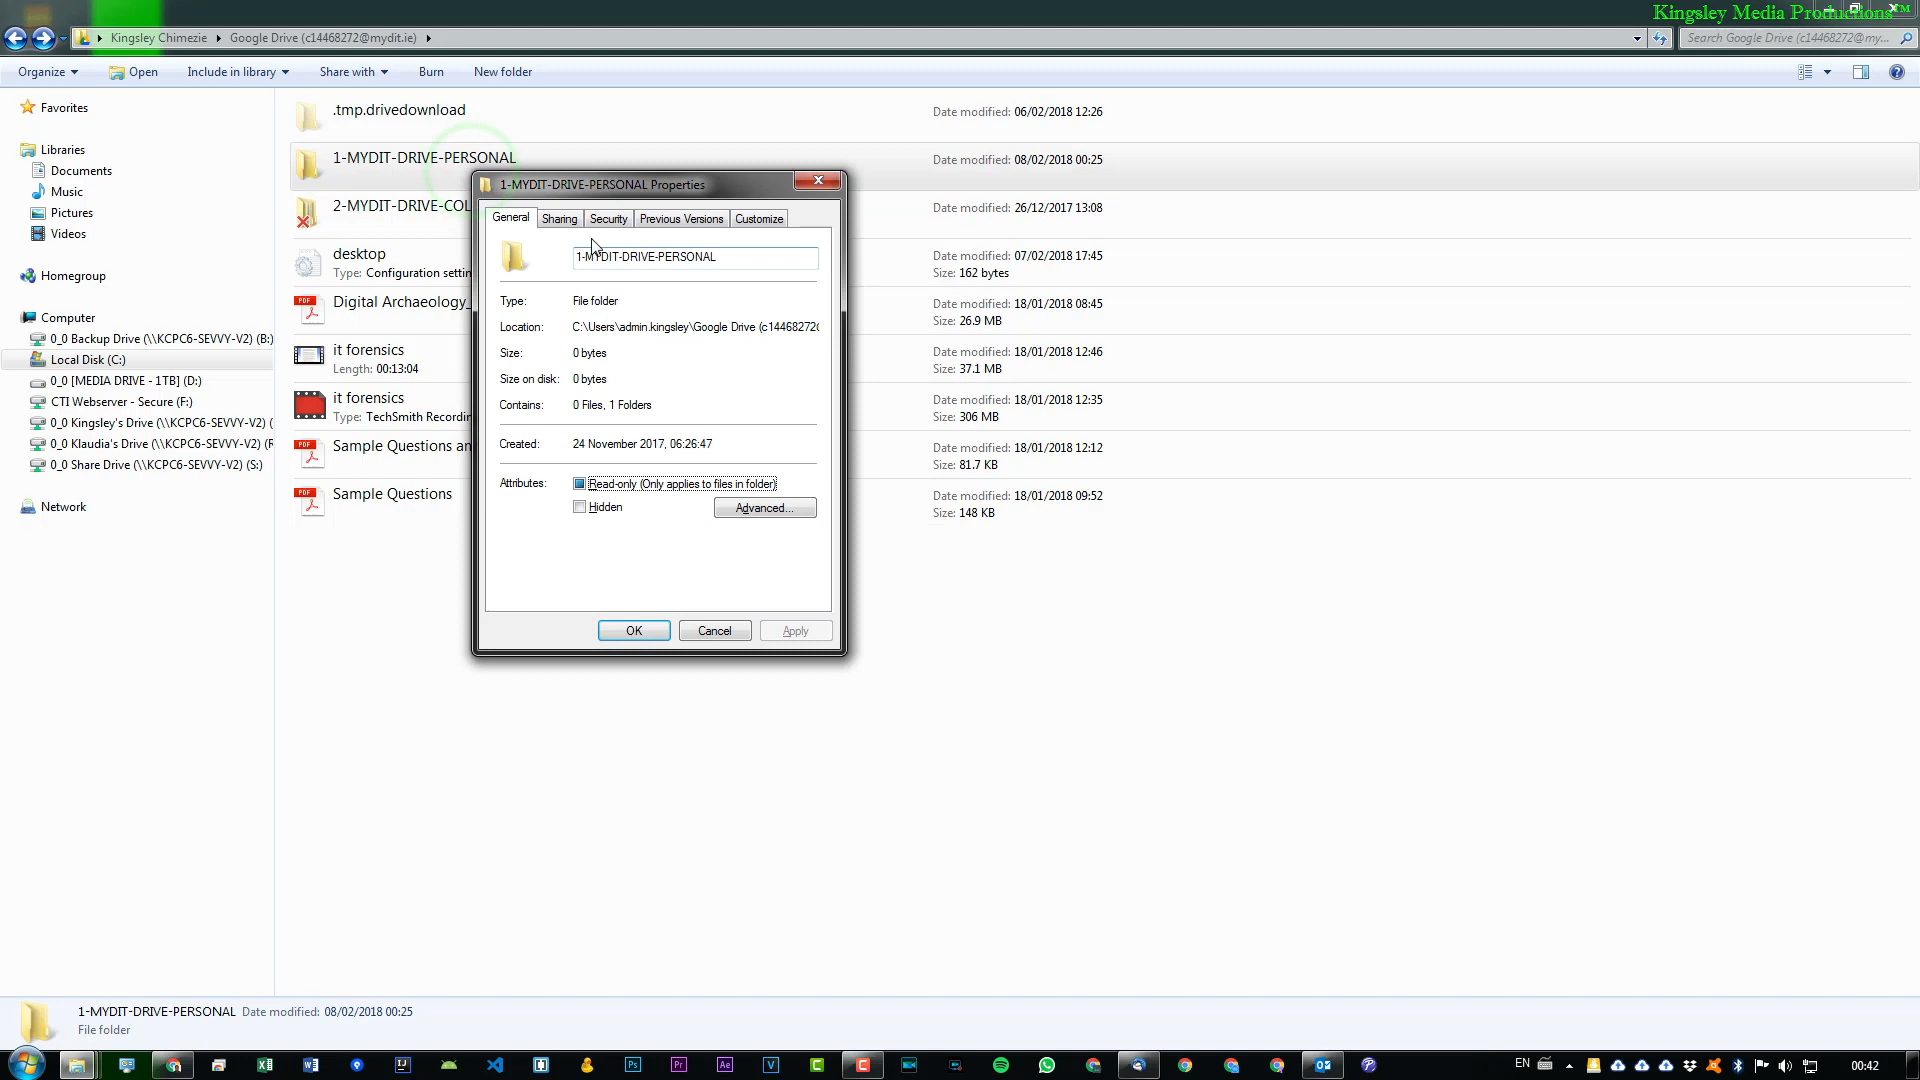 Kingsley Media Productions™
Kingsley Chimezie
Google Drive (c14468272@mydit.ie)
Search Google Drive (c14468272@my...
Organize
Open
Include in library
Share with
Burn
New folder
Favorites
Libraries
Documents
Music
Pictures
Videos
Homegroup
Computer
0_0 Backup Drive (\\KCPC6-SEVVY-V2) (B:)
Local Disk (C:)
0_0 [MEDIA DRIVE - 1TB] (D:)
CTI Webserver - Secure (F:)
0_0 Kingsley's Drive (\\KCPC6-SEVVY-V2) (
0_0 Klaudia's Drive (\\KCPC6-SEVVY-V2) (R
0_0 Share Drive (\\KCPC6-SEVVY-V2) (S:)
Network
.tmp.drivedownload
Date modified: 06/02/2018 12:26
1-MYDIT-DRIVE-PERSONAL
Date modified: 08/02/2018 00:25
2-MYDIT-DRIVE-COL
Date modified: 26/12/2017 13:08
desktop
Type: Configuration settin
Date modified: 07/02/2018 17:45
Size: 162 bytes
Digital Archaeology_
Date modified: 18/01/2018 08:45
Size: 26.9 MB
it forensics
Length: 00:13:04
Date modified: 18/01/2018 12:46
Size: 37.1 MB
it forensics
Type: TechSmith Recordin
Date modified: 18/01/2018 12:35
Size: 306 MB
Sample Questions an
Date modified: 18/01/2018 12:12
Size: 81.7 KB
Sample Questions
Date modified: 18/01/2018 09:52
Size: 148 KB
1-MYDIT-DRIVE-PERSONAL Properties
General
Sharing
Security
Previous Versions
Customize
1-MYDIT-DRIVE-PERSONAL
Type: File folder
Location: C:\Users\admin.kingsley\Google Drive (c14468272(
Size: 0 bytes
Size on disk: 0 bytes
Contains: 0 Files, 1 Folders
Created: 24 November 2017, 06:26:47
Attributes: Read-only (Only applies to files in folder)
Hidden
Advanced...
OK
Cancel
Apply
1-MYDIT-DRIVE-PERSONAL Date modified: 08/02/2018 00:25
File folder
EN
00:42